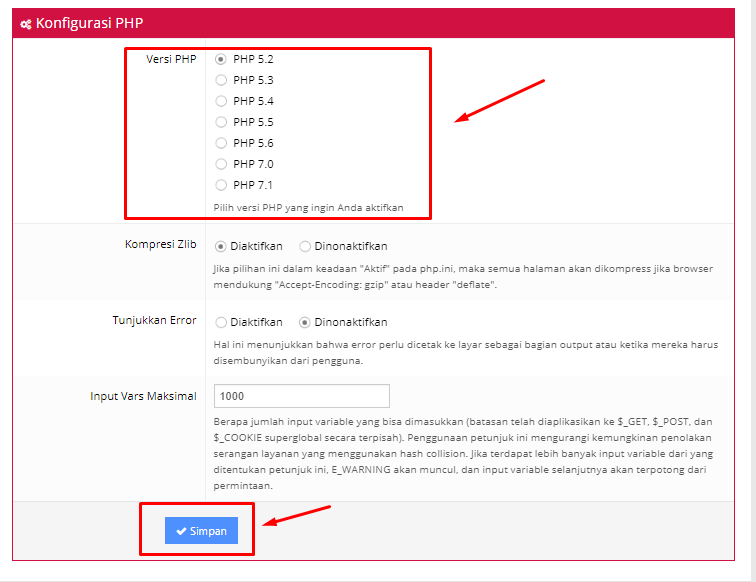 Konfigurasi PHP
Versi PHP
PHP 5.2
PHP 5.3
PHP 5.4
PHP 5.5
PHP 5.6
PHP 7.0
PHP 7.1
Pilih versi PHP yang ingin Anda aktifkan
Kompresi Zlib
Diaktifkan Dinonaktifkan
Jika pilihan ini dalam keadaan "Aktif" pada php.ini, maka semua halaman akan dikompress jika browser
mendukung "Accept-Encoding: gzip" atau header "deflate".
Tunjukkan Error
Diaktifkan Dinonaktifkan
Hal ini menunjukkan bahwa error perlu dicetak ke layar sebagai bagian output atau ketika mereka harus
disembunyikan dari pengguna.
Input Vars Maksimal
1000
Berapa jumlah input variable yang bisa dimasukkan (batasan telah diaplikasikan ke $_GET, $_POST, dan
$_COOKIE superglobal secara terpisah). Penggunaan petunjuk ini mengurangi kemungkinan penolakan
serangan layanan yang menggunakan hash collision. Jika terdapat lebih banyak input variable dari yang
ditentukan petunjuk ini, E_WARNING akan muncul, dan input variable selanjutnya akan terpotong dari
permintaan.
Simpan